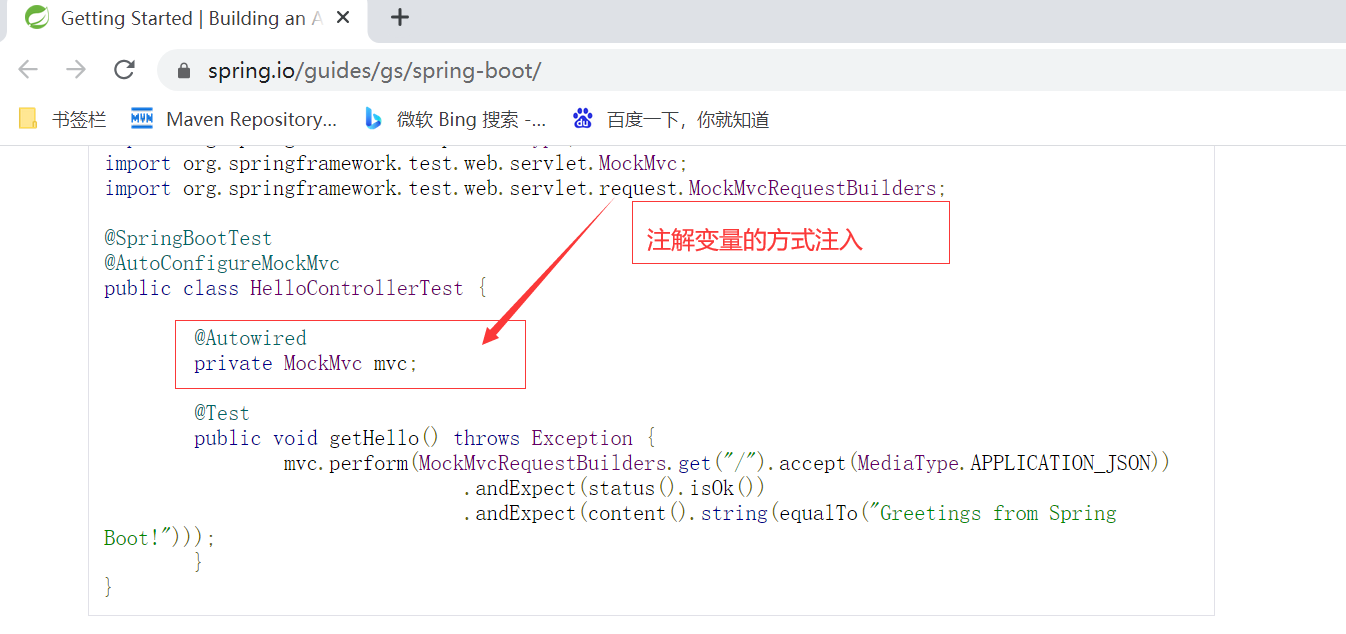 Getting Started | Building an A
spring.io/guides/gs/spring-boot/
书签栏 MVN Maven Repository... 微软 Bing 搜索 -... du 百度一下，你就知道
import org.springframework.test.web.servlet.MockMvc;
import org.springframework.test.web.servlet.request.MockMvcRequestBuilders;
注解变量的方式注入
@SpringBootTest
@AutoConfigureMockMvc
public class HelloControllerTest {
@Autowired
private MockMvc mvc;
@Test
public void getHello() throws Exception {
mvc.perform(MockMvcRequestBuilders.get("/").accept(MediaType.APPLICATION_JSON))
.andExpect(status().isOk())
.andExpect(content().string(equalTo("Greetings from Spring
Boot!")));
}
}